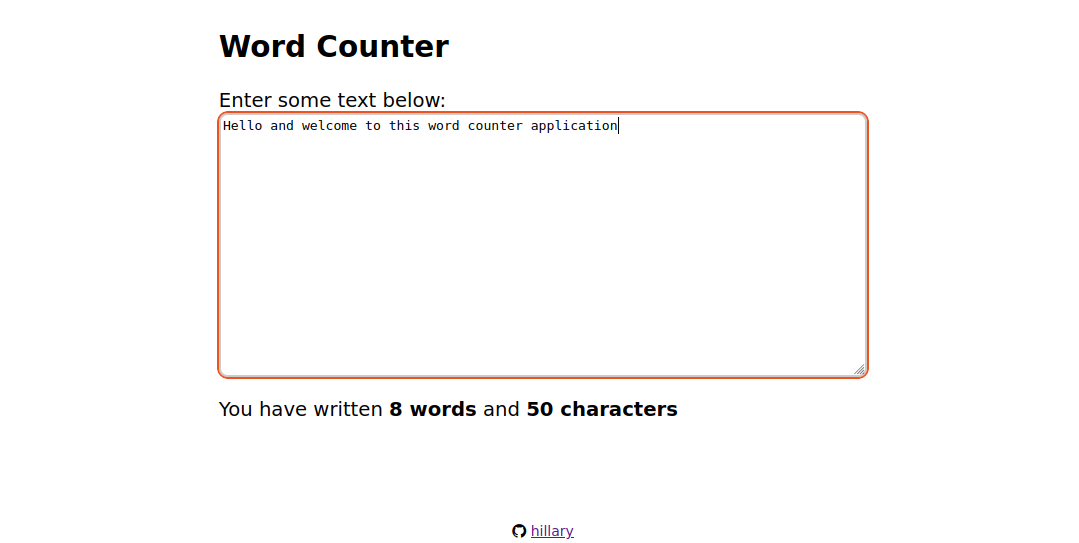 Word Counter
Enter some text below:
Hello and welcome to this word counter application
You have written 8 words and 50 characters
hillary